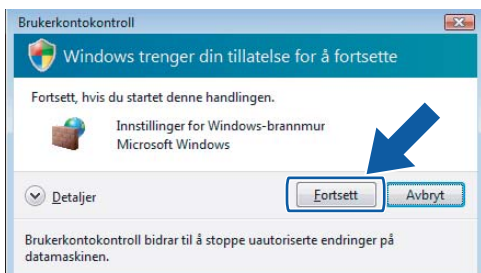 Brukerkontokontroll
Windows trenger din tillatelse for å fortsette
Fortsett, hvis du startet denne handlingen.
Innstillinger for Windows-brannmur
Microsoft Windows
Detaljer
Fortsett
Avbryt
Brukerkontokontroll bidrar til å stoppe uautoriserte endringer på
datamaskinen.